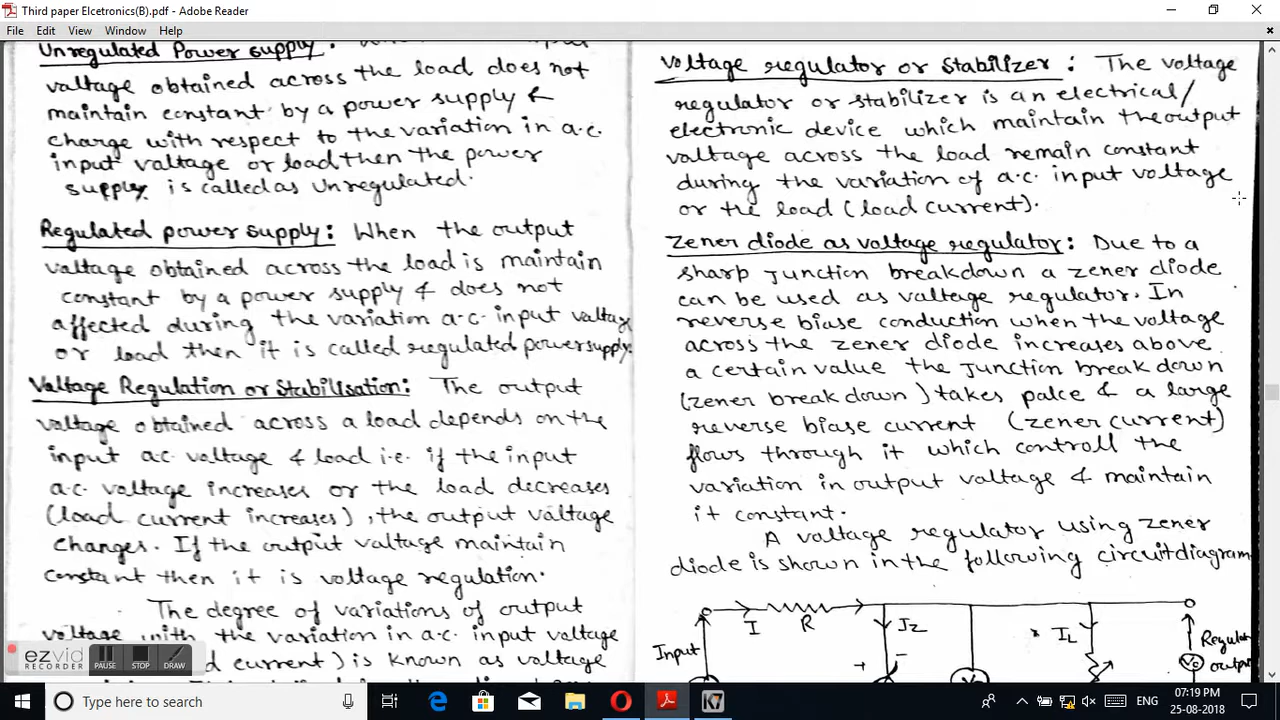 Third paper Elcetronics(B).pdf - Adobe Reader
File Edit View Window Help
Unregulated Power supply:
voltage obtained across the load does not
maintain constant by a power supply &
charge with respect to the variation in a.c.
input voltage or load then the power
supply is called as Unregulated.
Regulated power supply: When the output
voltage obtained across the load is maintain
constant by a power supply & does not
affected during the variation a.c. input voltag
or load then it is called regulated power supply.
Voltage Regulation or Stabilisation: The output
voltage obtained across a load depends on the
input a.c. voltage & load i.e. if the input
a.c. voltage increases or the load decreases
(load current increases), the output voltage
changes. If the output voltage maintain
constant then it is voltage regulation.
The degree of variations of output
voltage with the variation in a.c. input voltage
d current) is known as voltage
voltage regulator or stabilizer: The voltage
regulator or stabilizer is an electrical/
electronic device which maintain the output
voltage across the load remain constant
during the variation of a.c. input voltage
or the load (load current).
Zener diode as voltage regulator: Due to a
sharp junction breakdown a zener diode
can be used as voltage regulator. In
reverse biase conduction when the voltage
across the zener diode increases above
a certain value the junction break down
(zener break down) takes palce & a large
reverse biase current (zener current)
flows through it which controll the
variation in output voltage & maintain
it constant.
A voltage regulator using zener
diode is shown in the following circuit diagram
I R IZ IL
Input
+ -
Regulat
output
ezvid
RECORDER
PAUSE STOP DRAW
Type here to search
ENG
07:19 PM
25-08-2018